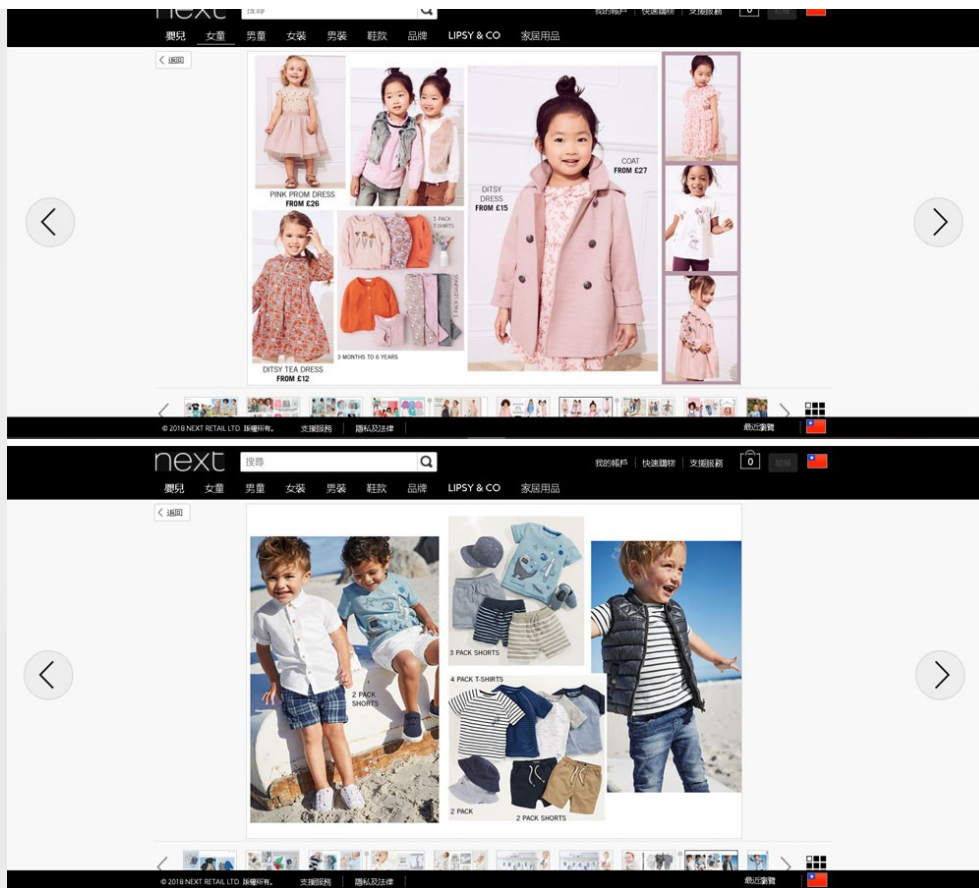 next
搜尋
我的帳戶 快速購物 支援服務 0 結帳
嬰兒 女童 男童 女裝 男裝 鞋款 品牌 LIPSY & CO 家居用品
返回
PINK PROM DRESS
FROM £26
COAT
FROM £27
DITSY
DRESS
FROM £15
3 PACK
T-SHIRTS
3 PACK LEGGINGS
3 MONTHS TO 6 YEARS
DITSY TEA DRESS
FROM £12
© 2018 NEXT RETAIL LTD. 版權所有。 支援服務 隱私及法律 最近瀏覽
next
搜尋
我的帳戶 快速購物 支援服務 0 結帳
嬰兒 女童 男童 女裝 男裝 鞋款 品牌 LIPSY & CO 家居用品
返回
3 PACK SHORTS
4 PACK T-SHIRTS
2 PACK
SHORTS
2 PACK
2 PACK SHORTS
© 2018 NEXT RETAIL LTD. 版權所有。 支援服務 隱私及法律 最近瀏覽